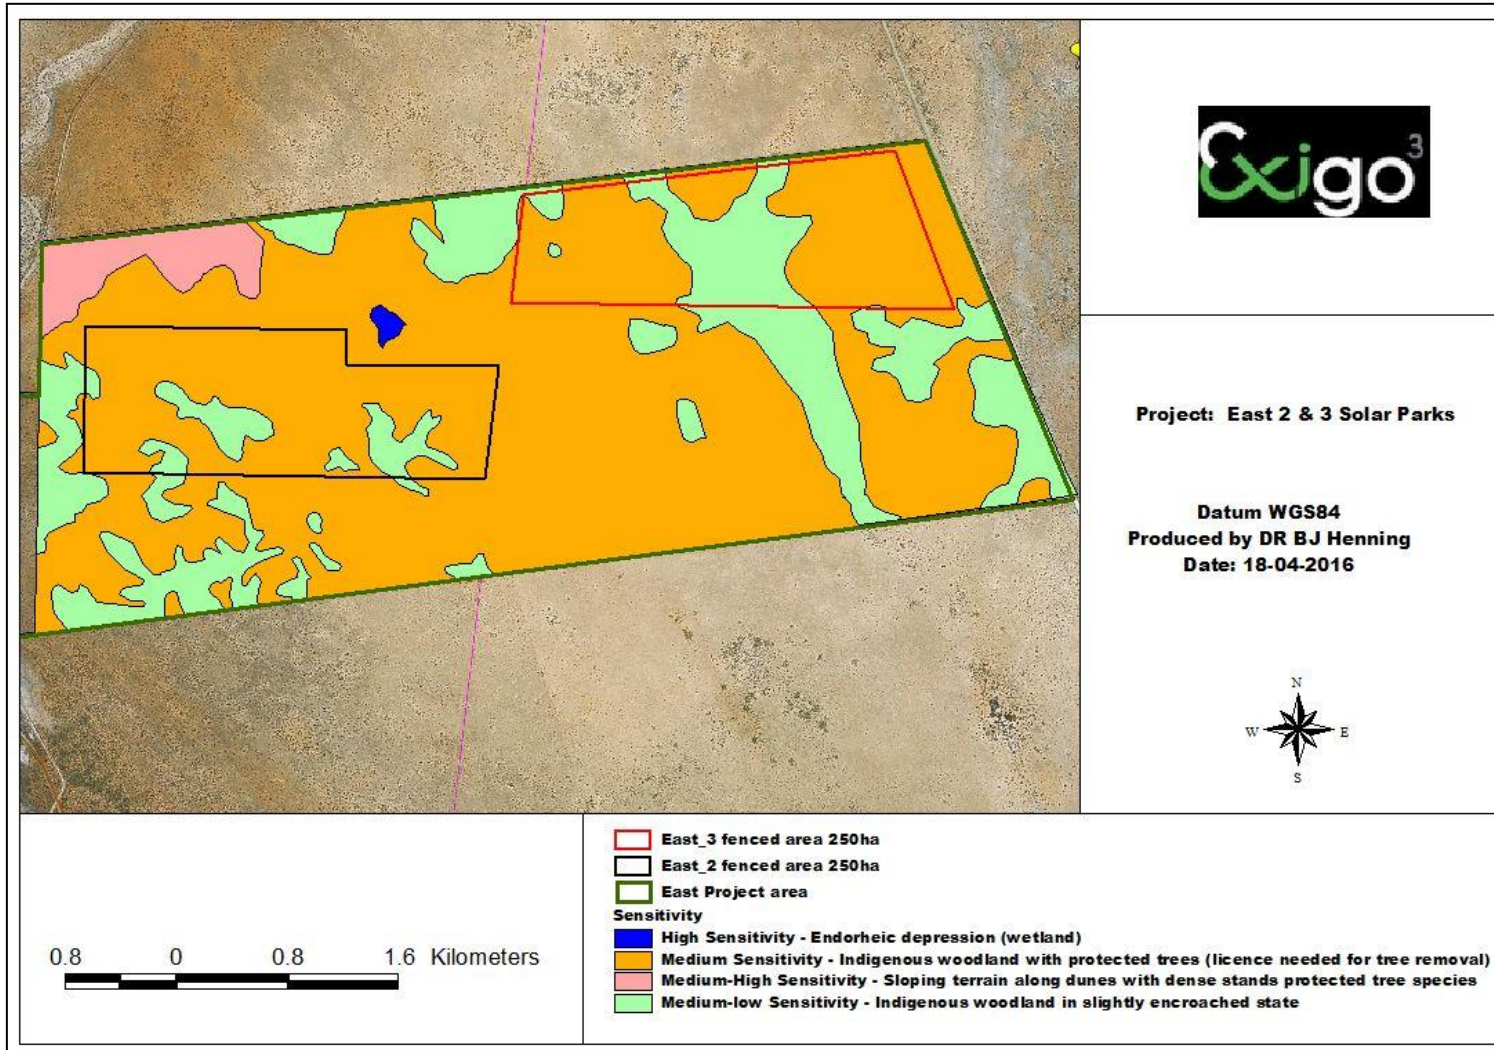 Exigo3
Project: East 2 & 3 Solar Parks
Datum WGS84
Produced by DR BJ Henning
Date: 18-04-2016
N
W E
S
0.8 0 0.8 1.6 Kilometers
East_3 fenced area 250ha
East_2 fenced area 250ha
East Project area
Sensitivity
High Sensitivity - Endorheic depression (wetland)
Medium Sensitivity - Indigenous woodland with protected trees (licence needed for tree removal)
Medium-High Sensitivity - Sloping terrain along dunes with dense stands protected tree species
Medium-low Sensitivity - Indigenous woodland in slightly encroached state